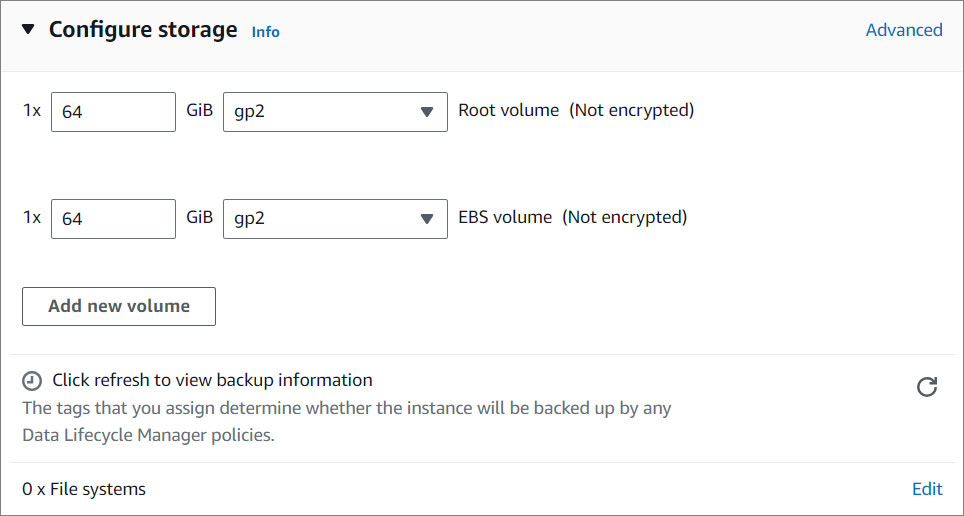 Configure storage Info Advanced
1x 64 GiB gp2 Root volume (Not encrypted)
1x 64 GiB gp2 EBS volume (Not encrypted)
Add new volume
Click refresh to view backup information
The tags that you assign determine whether the instance will be backed up by any
Data Lifecycle Manager policies.
0 x File systems Edit